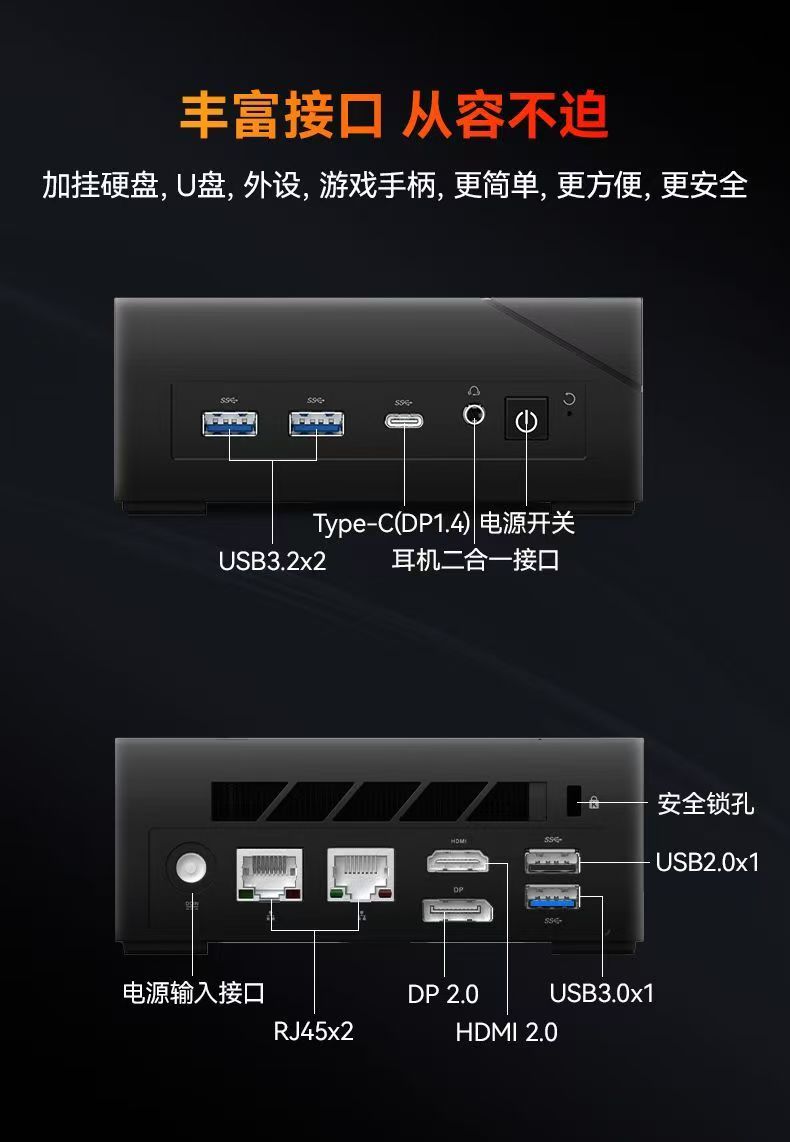 丰富接口 从容不迫
加挂硬盘, U盘, 外设, 游戏手柄, 更简单, 更方便, 更安全
Type-C(DP1.4) 电源开关
USB3.2x2 耳机二合一接口
安全锁孔
HDMI
USB2.0x1
DP
电源输入接口 DP 2.0 USB3.0x1
RJ45x2 HDMI 2.0